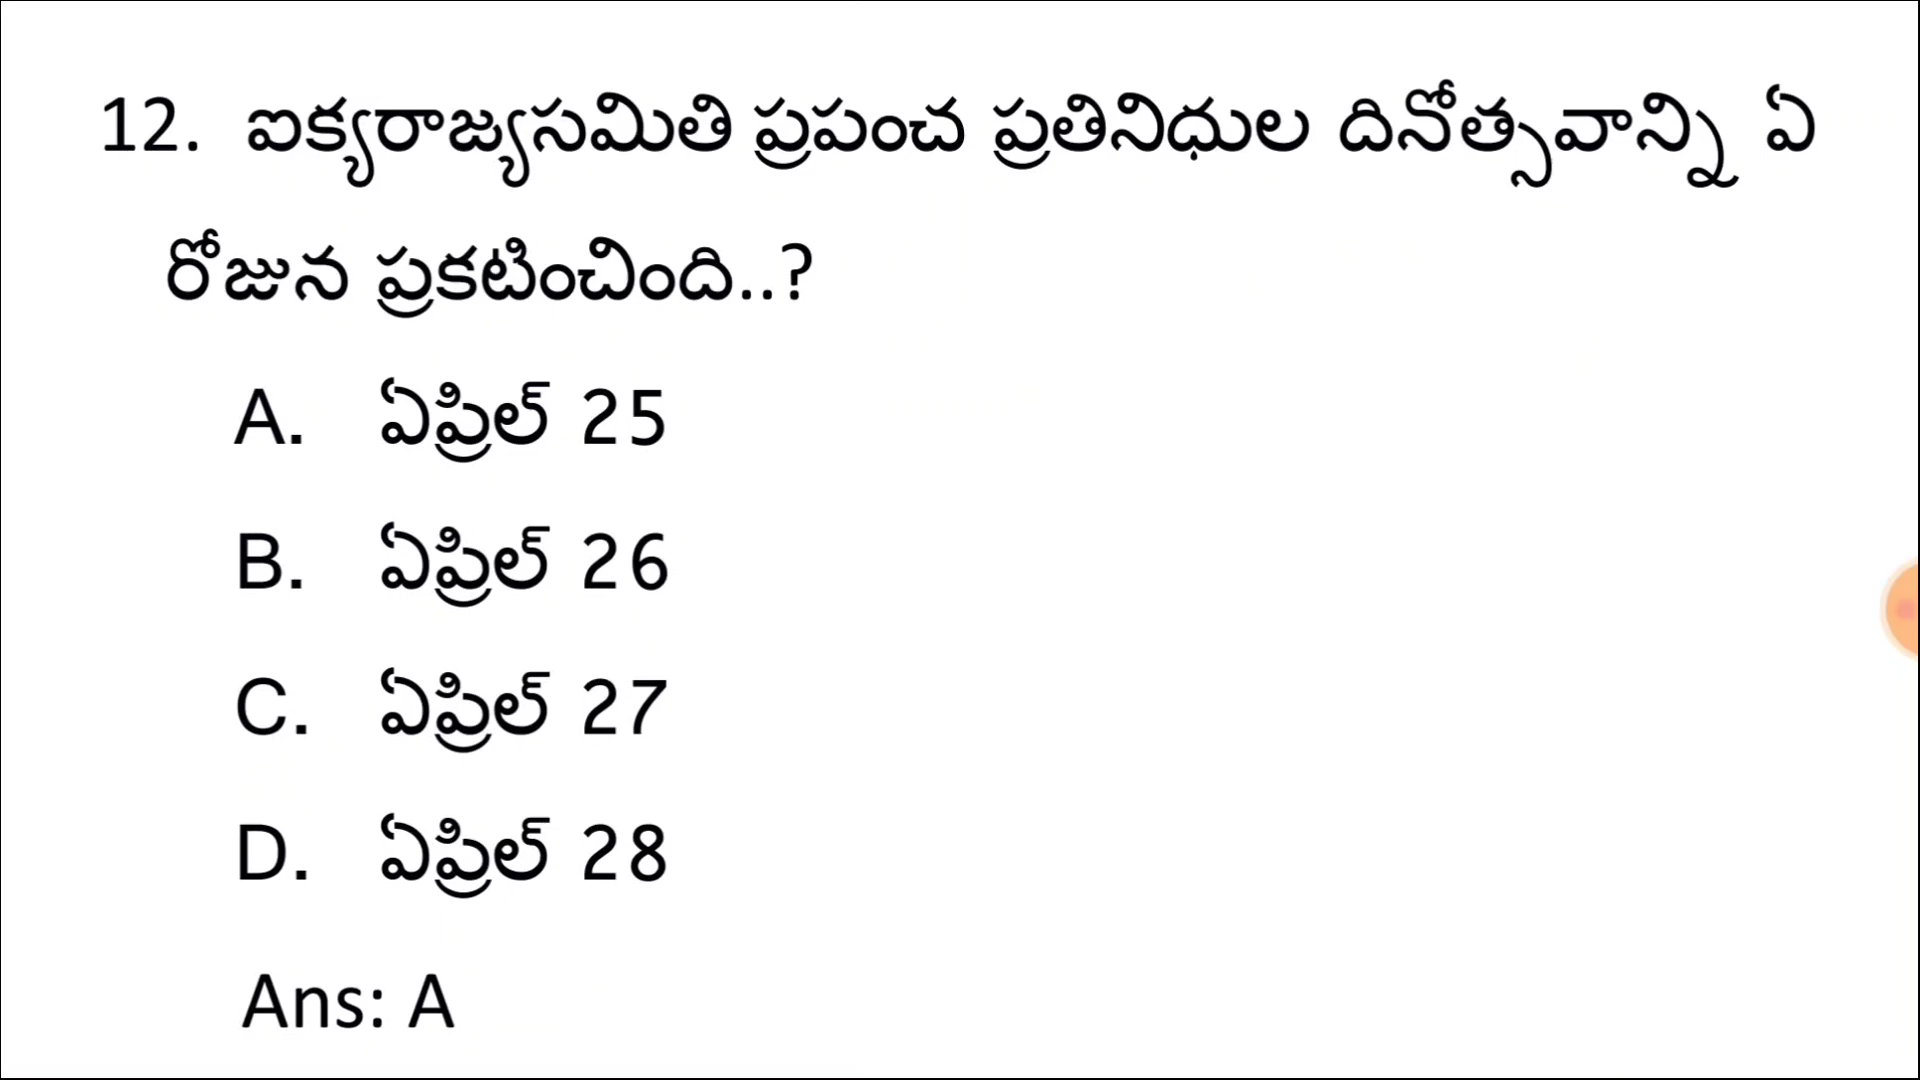 12. ఐక్యరాజ్యసమితి ప్రపంచ ప్రతినిధుల దినోత్సవాన్ని ఏ
రోజున ప్రకటించింది..?
A. ఏప్రిల్ 25
B. ఏప్రిల్ 26
C. ఏప్రిల్ 27
D. ఏప్రిల్ 28
Ans: A